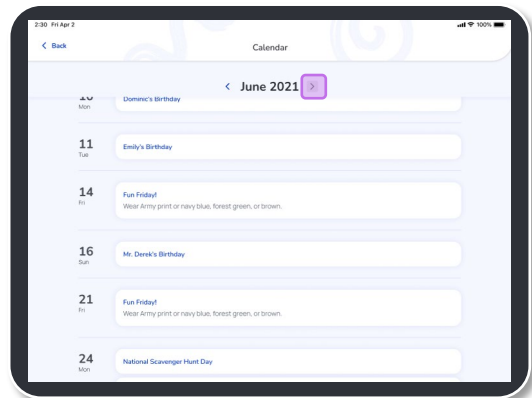 2:30 Fri Apr 2
100%
Back
Calendar
June 2021
10
Mon
Dominic's Birthday
11
Tue
Emily's Birthday
14
Fri
Fun Friday!
Wear Army print or navy blue, forest green, or brown.
16
Sun
Mr. Derek's Birthday
21
Fri
Fun Friday!
Wear Army print or navy blue, forest green, or brown.
24
Mon
National Scavenger Hunt Day